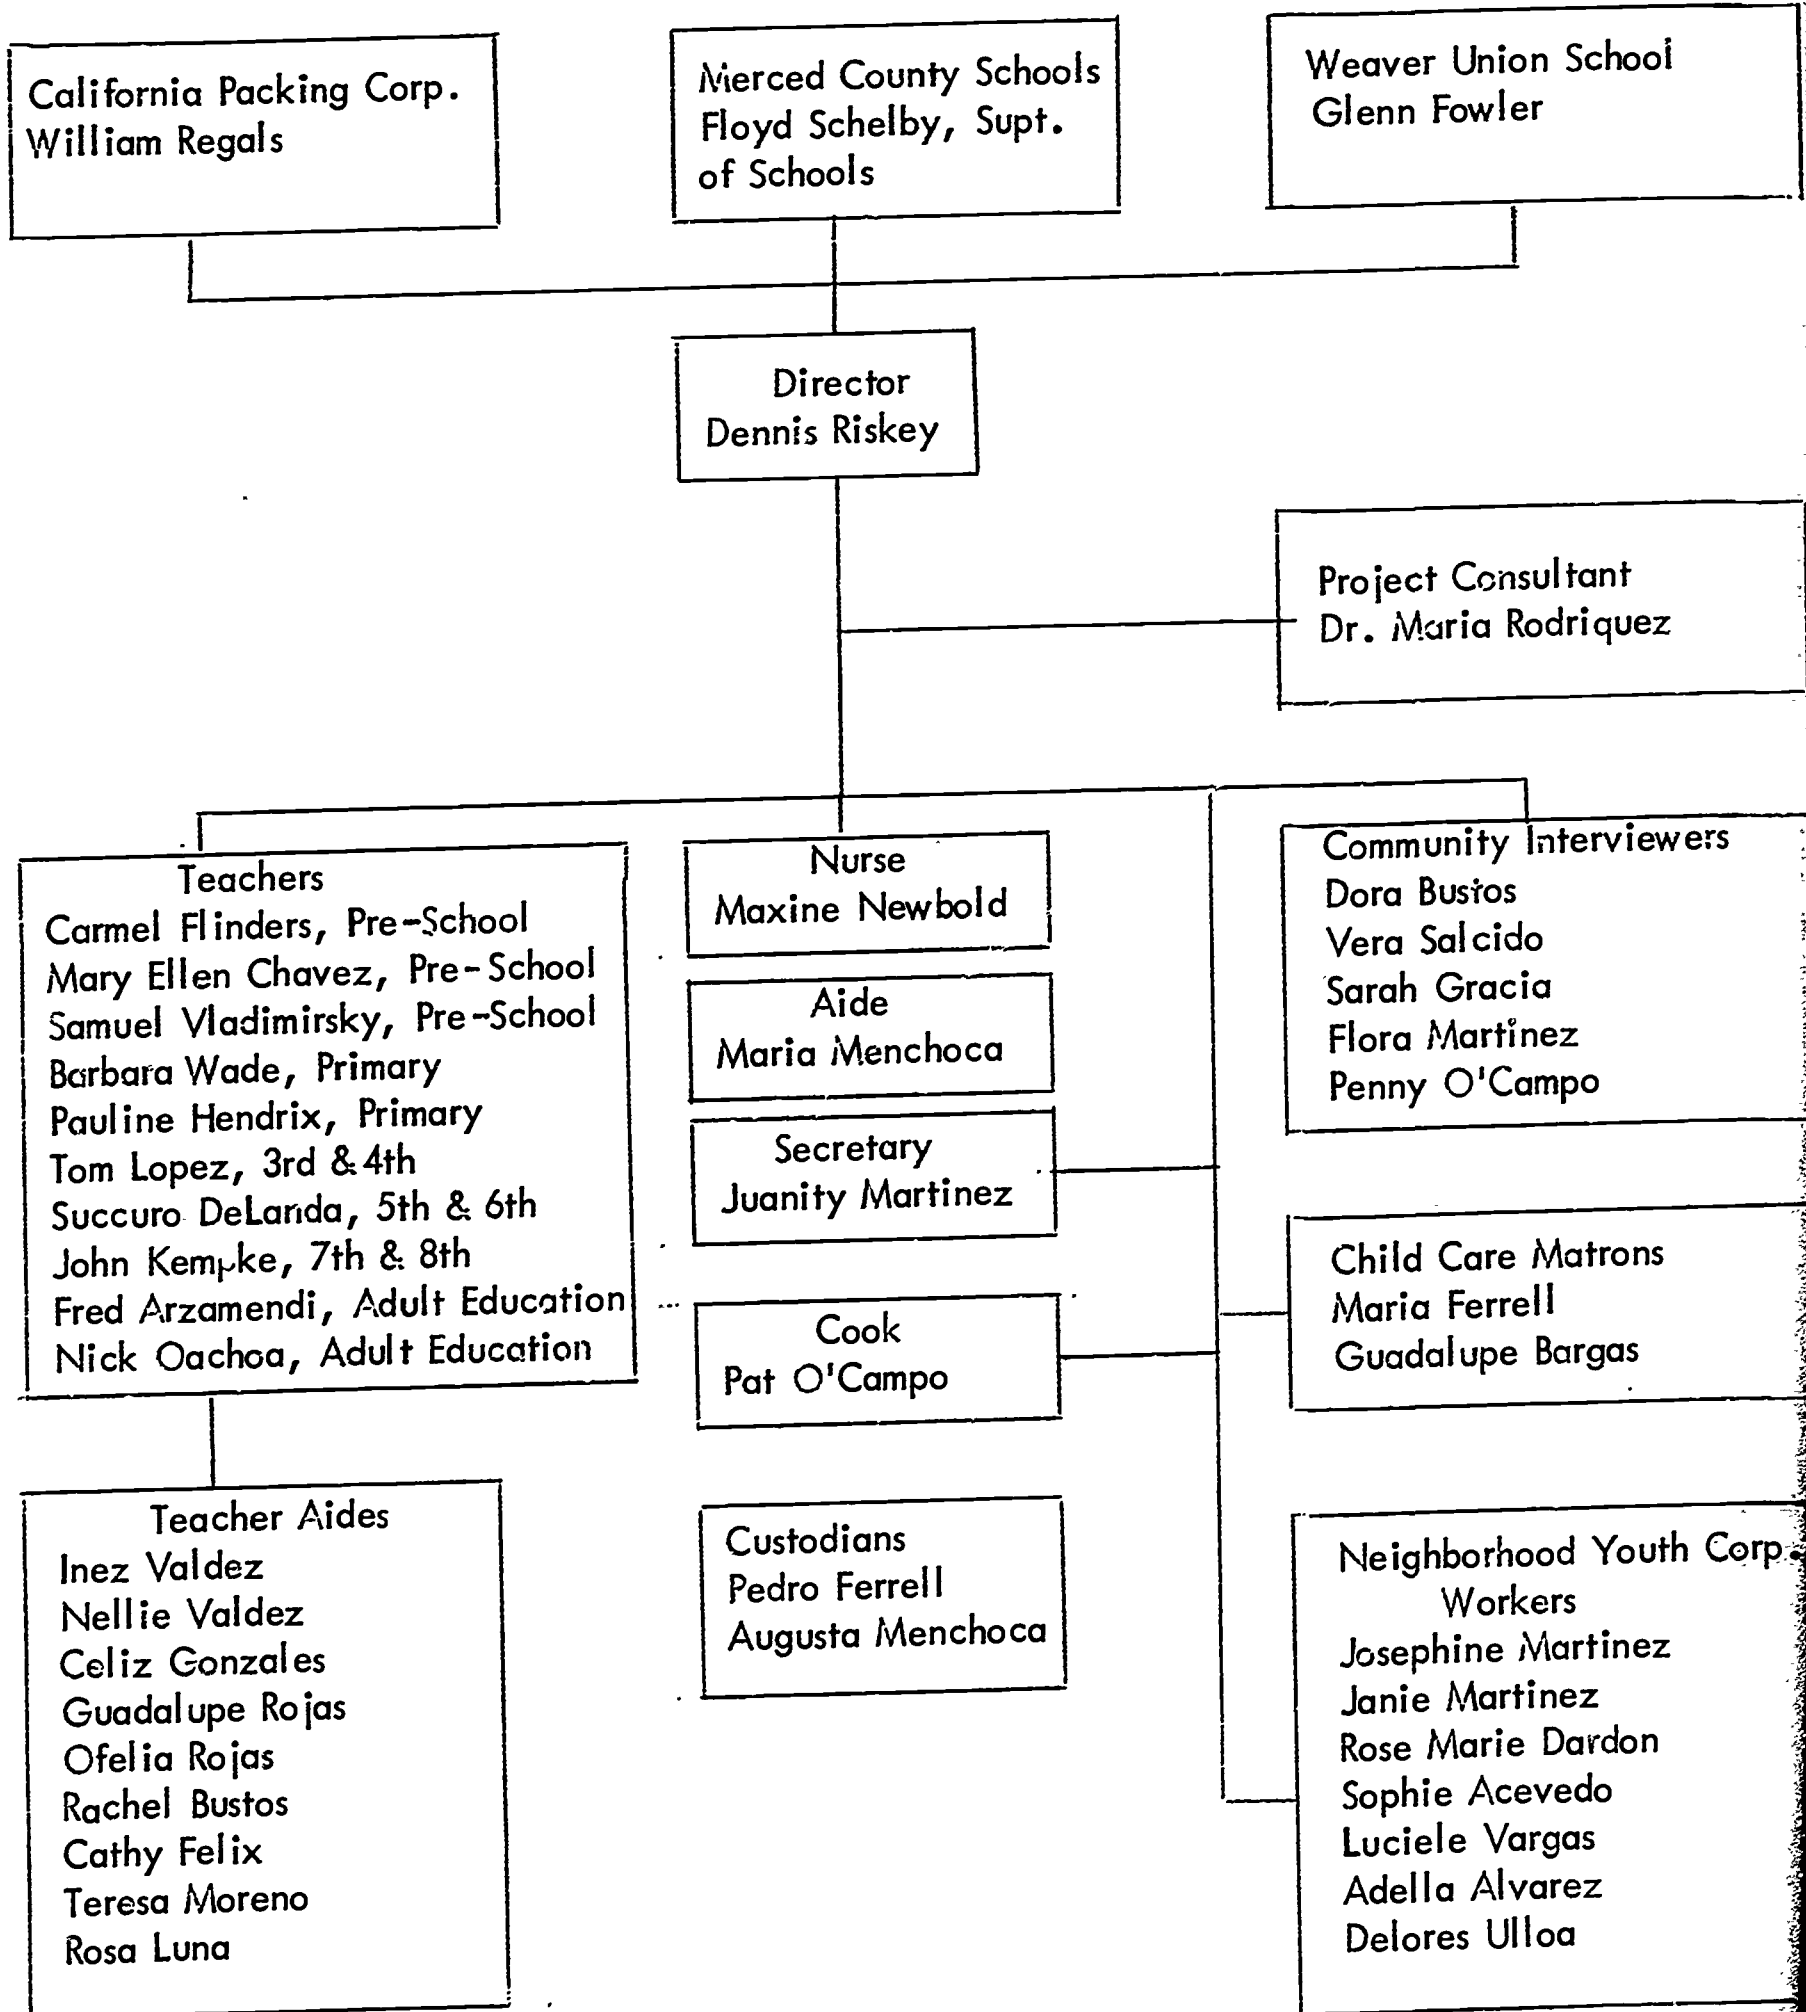 California Packing Corp.
William Regals
Merced County Schools
Floyd Schelby, Supt.
of Schools
Weaver Union School
Glenn Fowler
Director
Dennis Riskey
Project Consultant
Dr. Maria Rodriquez
Teachers
Carmel Flinders, Pre-School
Mary Ellen Chavez, Pre-School
Samuel Vladimirsky, Pre-School
Barbara Wade, Primary
Pauline Hendrix, Primary
Tom Lopez, 3rd & 4th
Succuro DeLanda, 5th & 6th
John Kempke, 7th & 8th
Fred Arzamendi, Adult Education
Nick Oachoa, Adult Education
Nurse
Maxine Newbold
Aide
Maria Menchoca
Secretary
Juanity Martinez
Cook
Pat O'Campo
Custodians
Pedro Ferrell
Augusta Menchoca
Community Interviewers
Dora Bustos
Vera Salcido
Sarah Gracia
Flora Martinez
Penny O'Campo
Child Care Matrons
Maria Ferrell
Guadalupe Bargas
Teacher Aides
Inez Valdez
Nellie Valdez
Celiz Gonzales
Guadalupe Rojas
Ofelia Rojas
Rachel Bustos
Cathy Felix
Teresa Moreno
Rosa Luna
Neighborhood Youth Corp.
Workers
Josephine Martinez
Janie Martinez
Rose Marie Dardon
Sophie Acevedo
Luciele Vargas
Adella Alvarez
Delores Ulloa